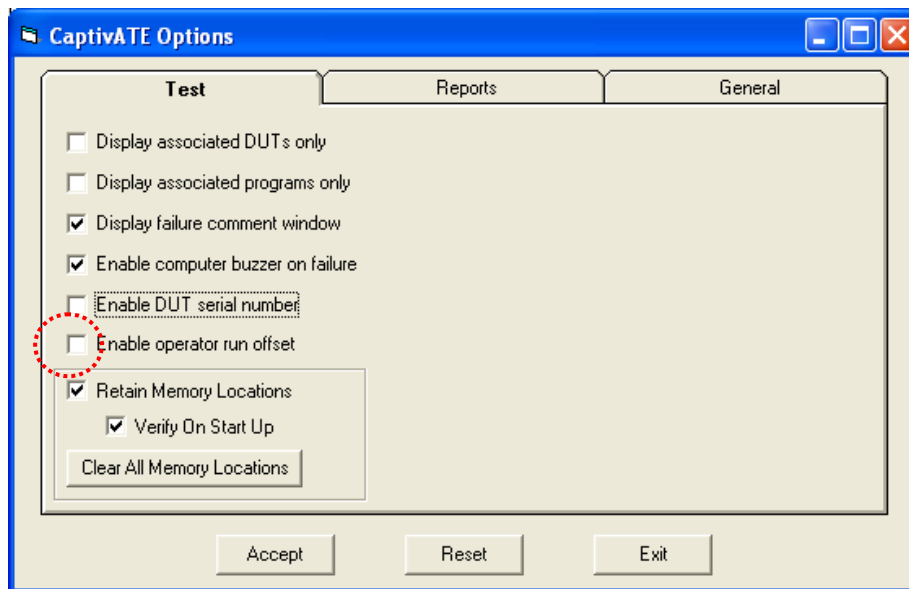 CaptivATE Options
Test Reports General
Display associated DUTs only
Display associated programs only
Display failure comment window
Enable computer buzzer on failure
Enable DUT serial number
Enable operator run offset
Retain Memory Locations
Verify On Start Up
Clear All Memory Locations
Accept Reset Exit